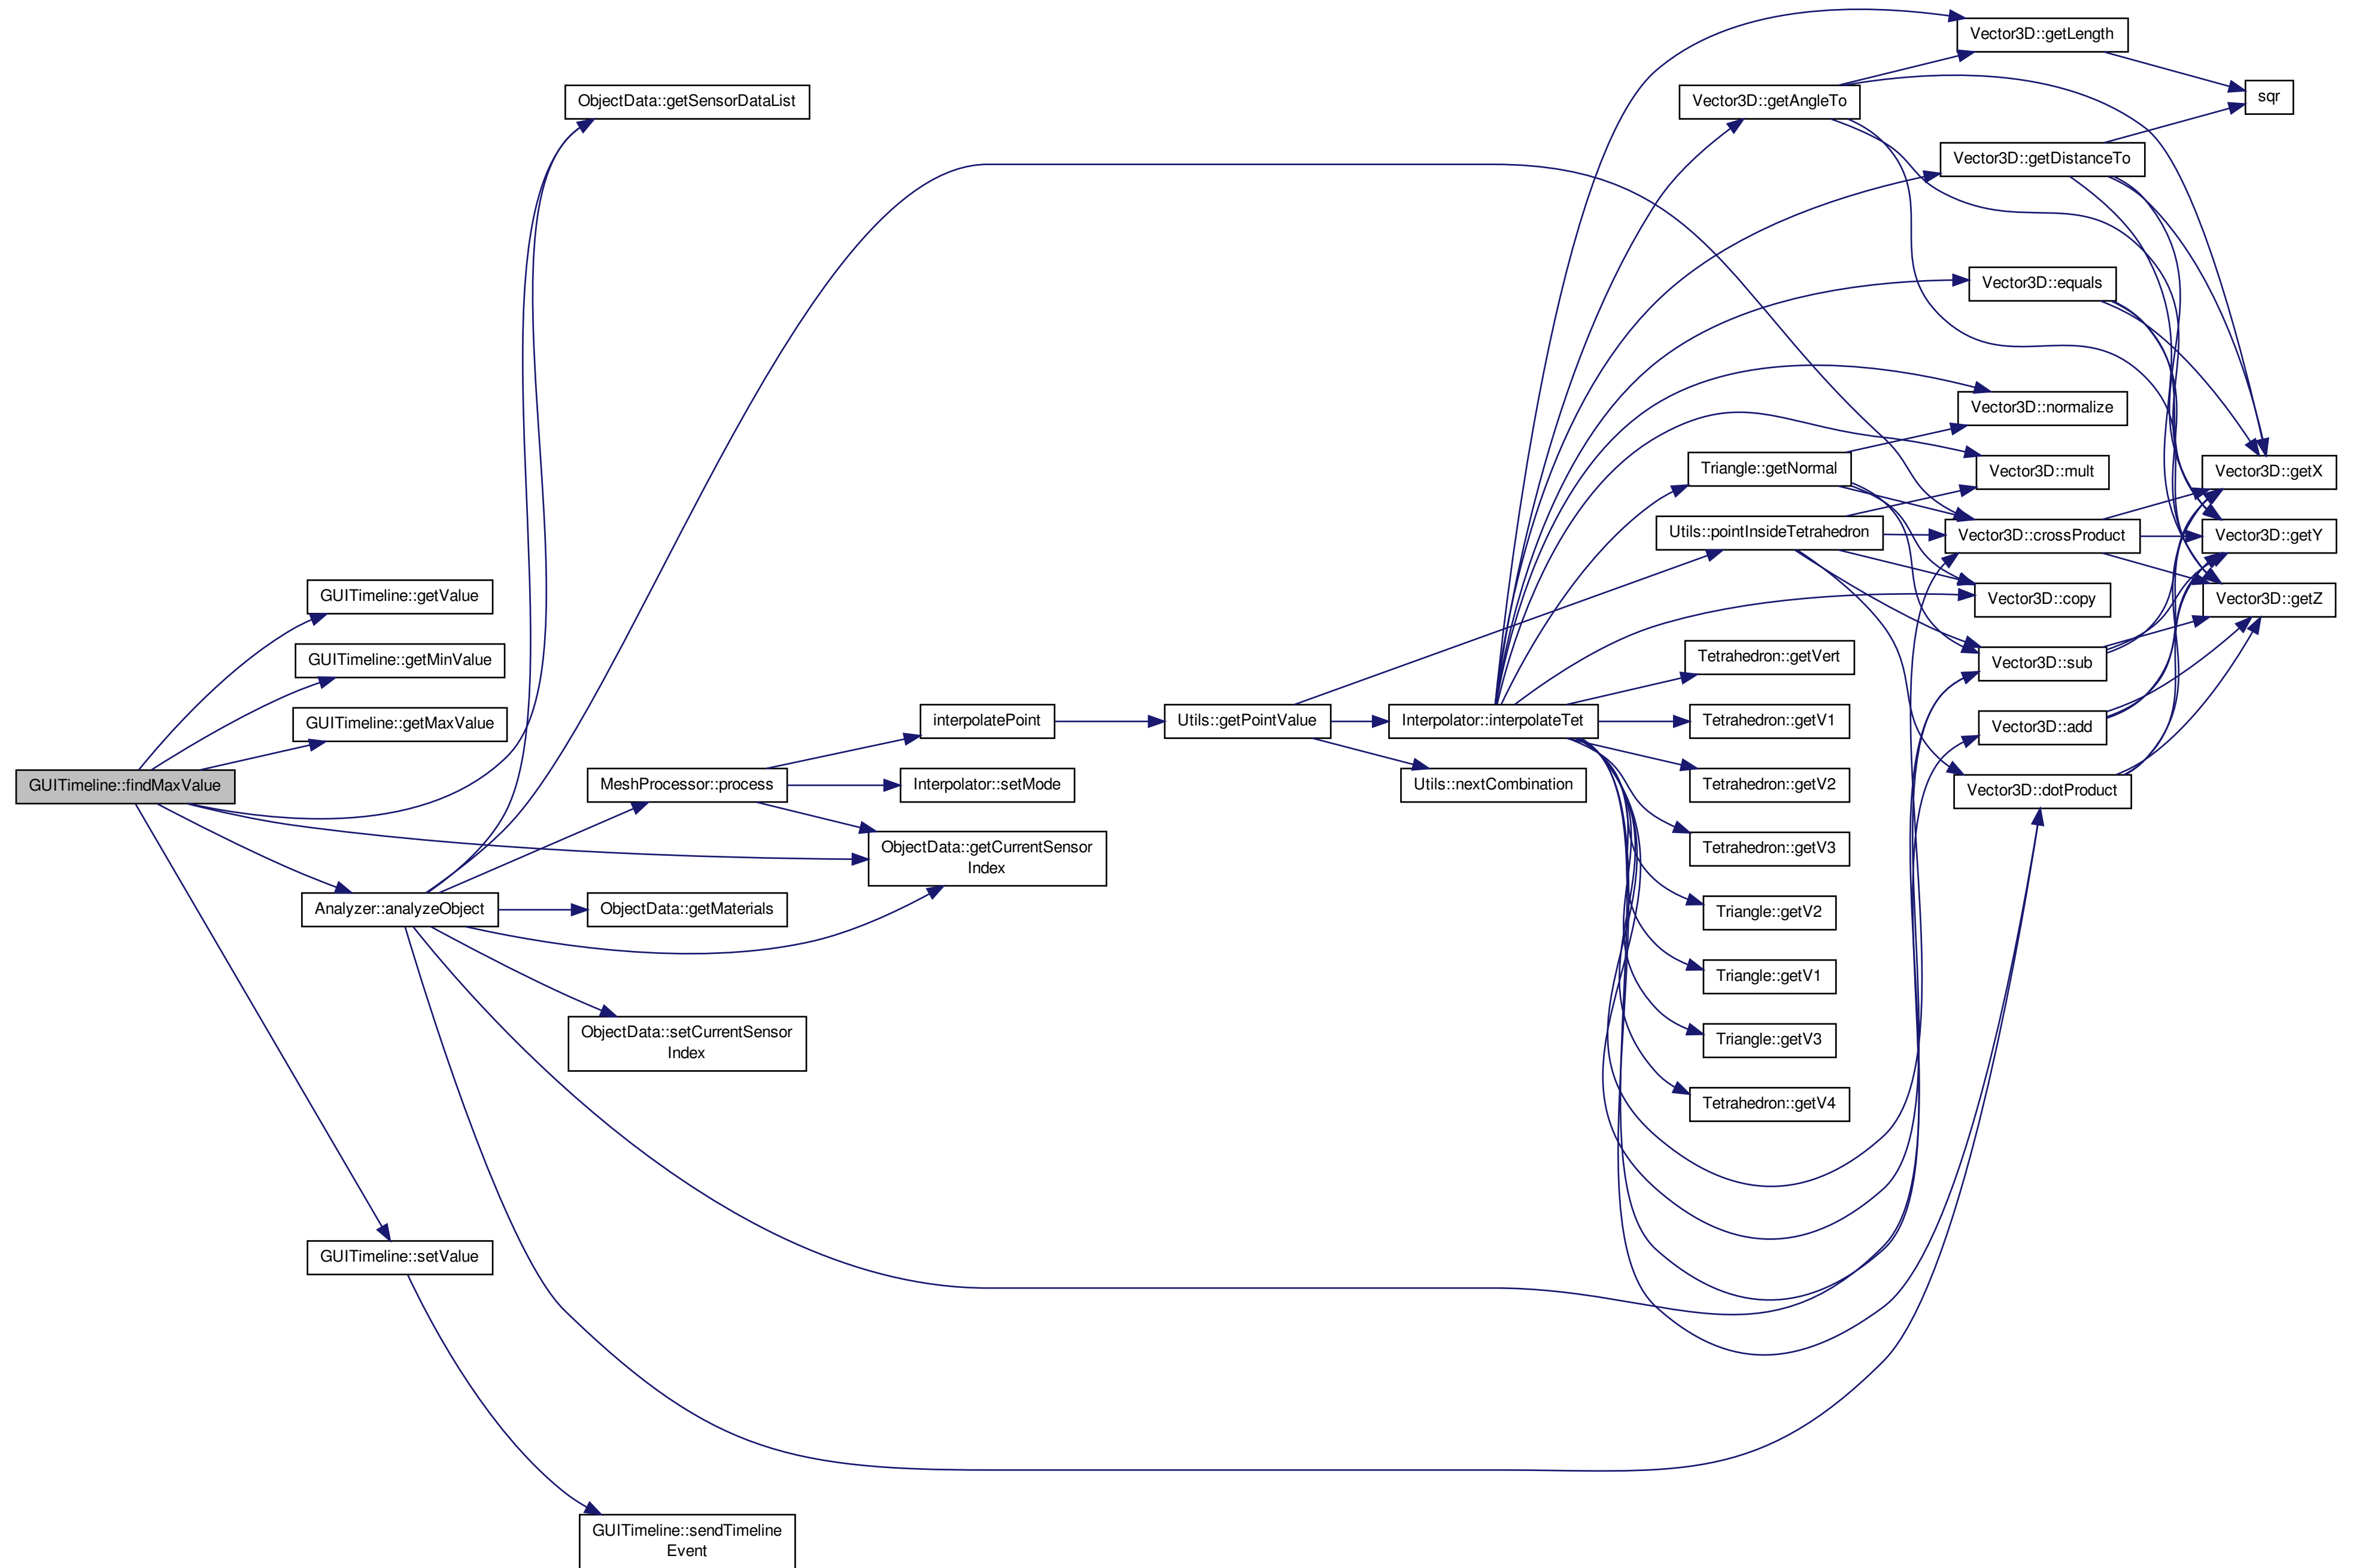 Vector3D::getLength
ObjectData::getSensorDataList
Vector3D::getAngleTo
sqr
Vector3D::getDistanceTo
Vector3D::equals
Vector3D::normalize
Triangle::getNormal
Vector3D::mult
Vector3D::getX
Utils::pointInsideTetrahedron
Vector3D::crossProduct
Vector3D::getY
GUITimeline::getValue
Vector3D::copy
Vector3D::getZ
GUITimeline::getMinValue
Tetrahedron::getVert
Vector3D::sub
GUITimeline::getMaxValue
interpolatePoint
Utils::getPointValue
Interpolator::interpolateTet
Tetrahedron::getV1
Vector3D::add
GUITimeline::findMaxValue
MeshProcessor::process
Interpolator::setMode
Utils::nextCombination
Tetrahedron::getV2
Vector3D::dotProduct
ObjectData::getCurrentSensor
Index
Tetrahedron::getV3
Analyzer::analyzeObject
ObjectData::getMaterials
Triangle::getV2
Triangle::getV1
ObjectData::setCurrentSensor
Index
Triangle::getV3
Tetrahedron::getV4
GUITimeline::setValue
GUITimeline::sendTimeline
Event